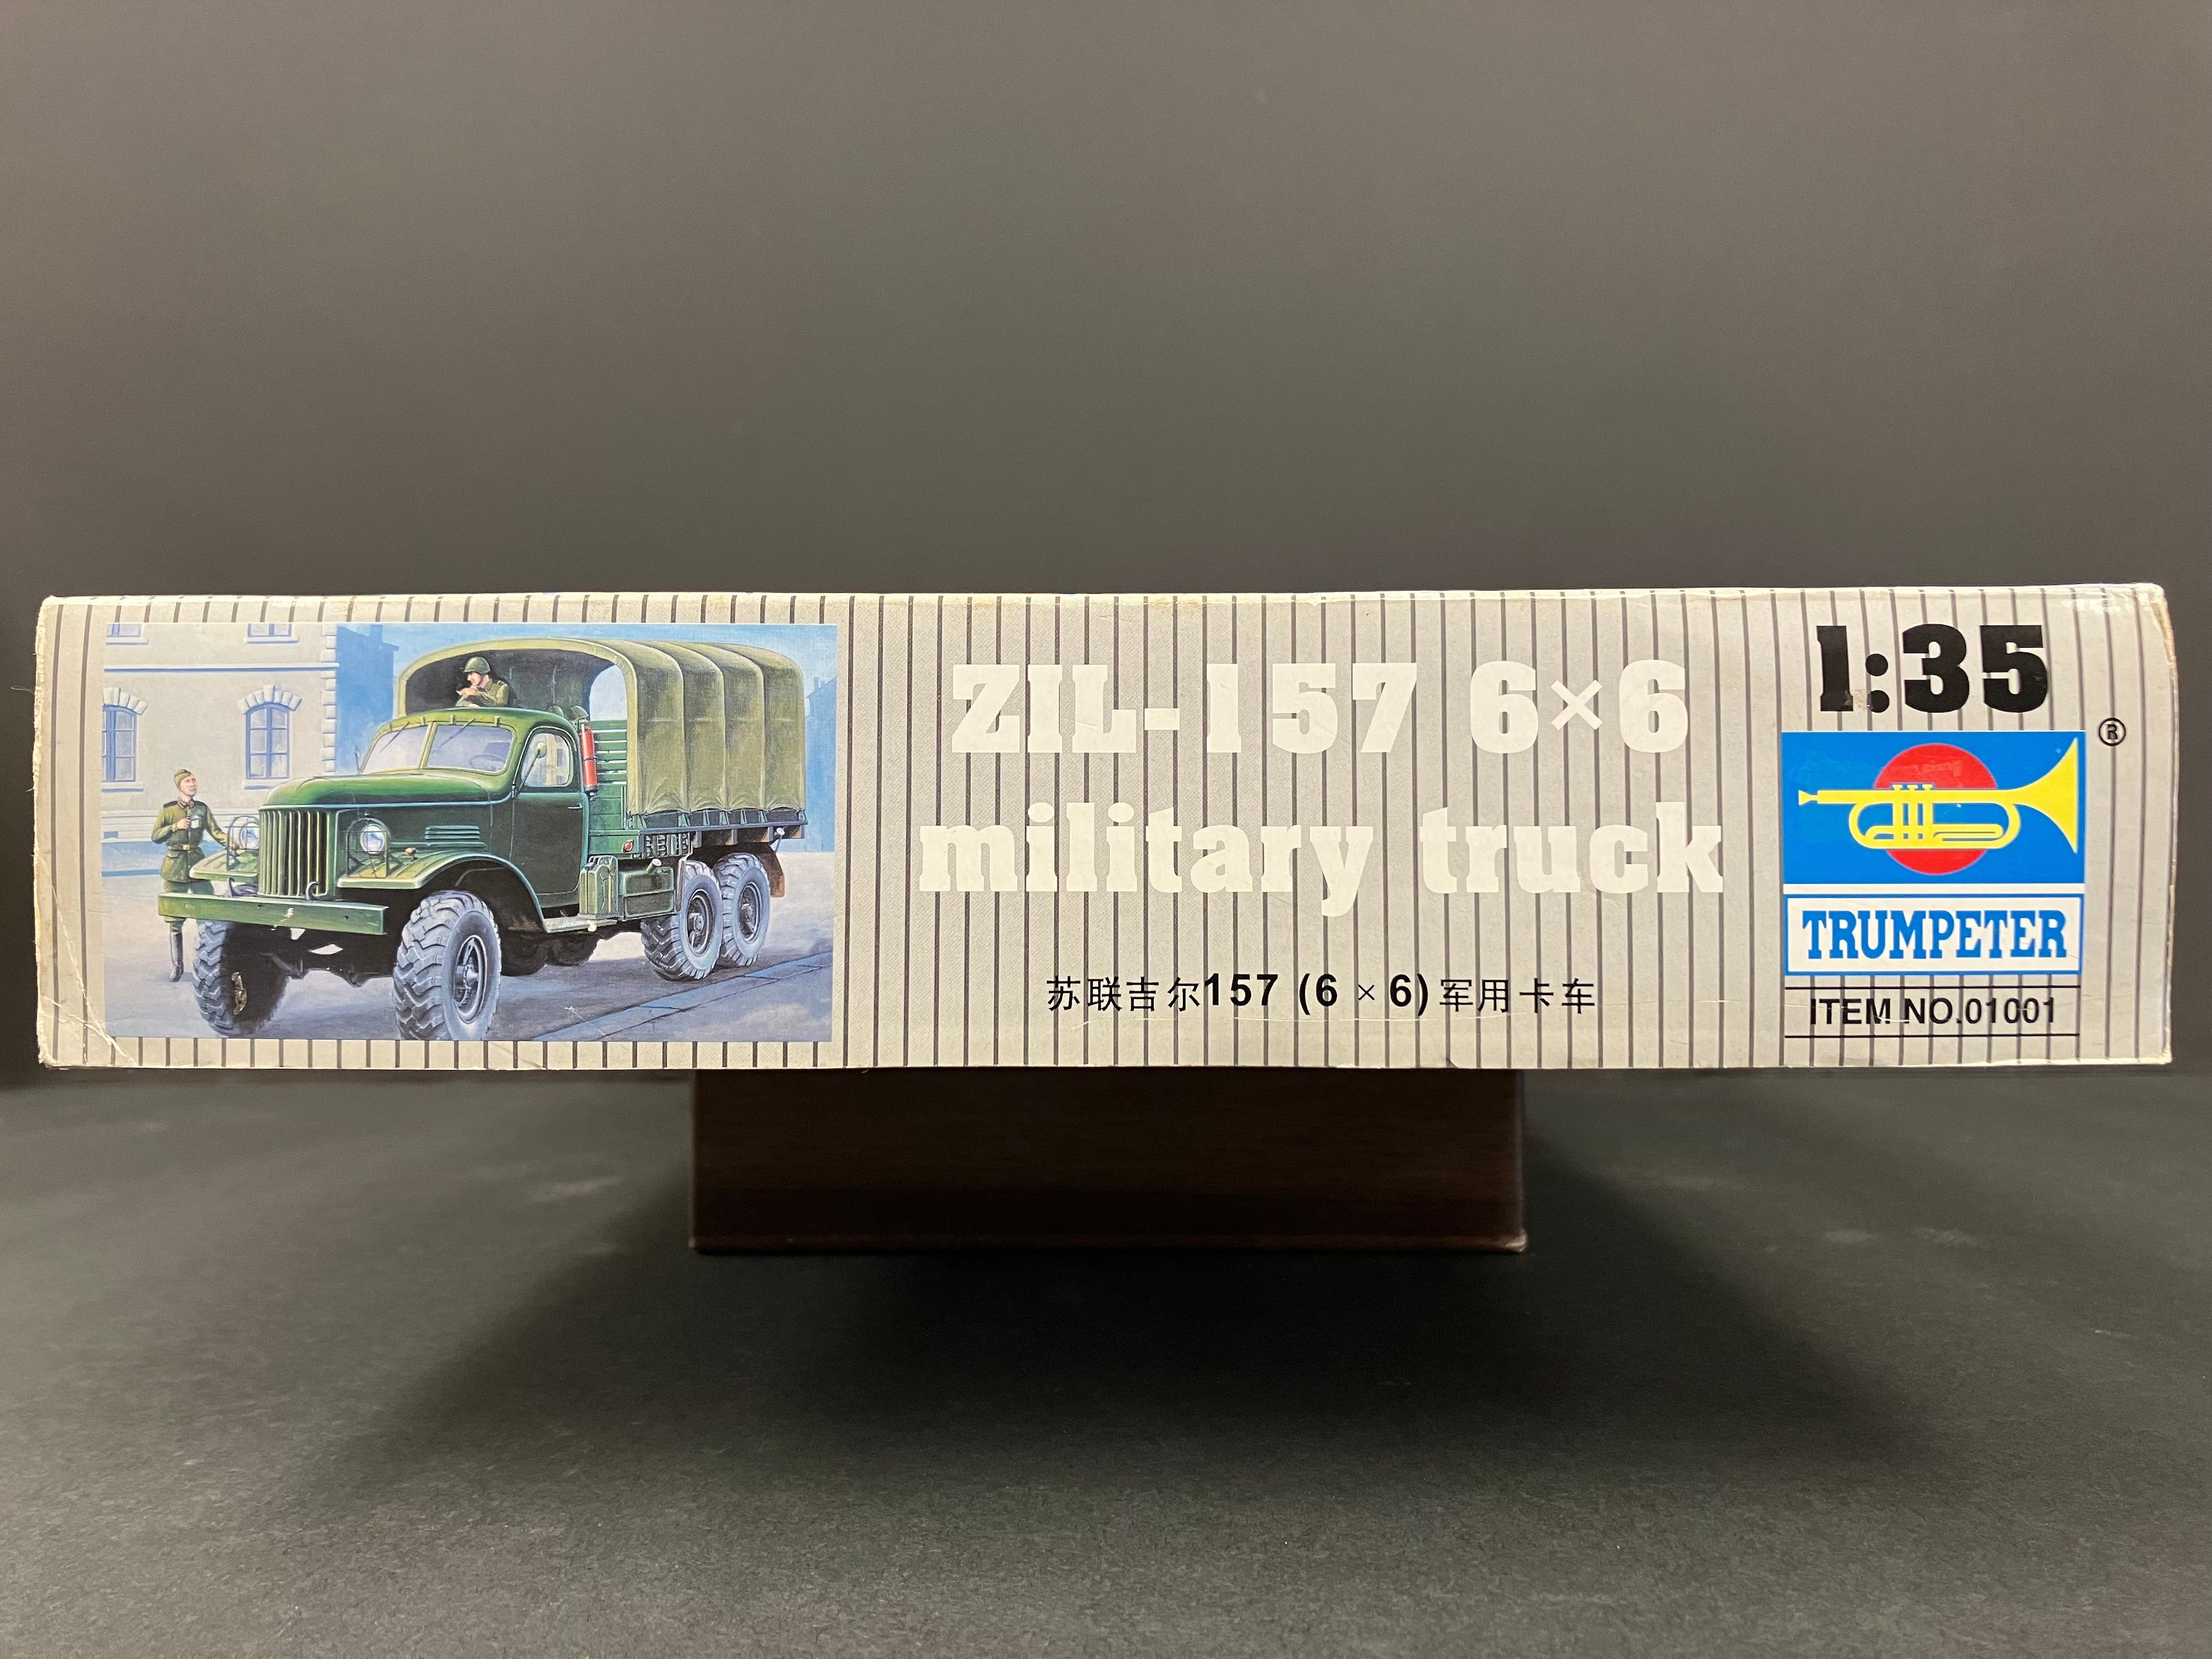 ZIL-157 6×6
military truck
苏联吉尔157 (6 × 6) 军用卡车
1:35
®
TRUMPETER
ITEM NO.01001